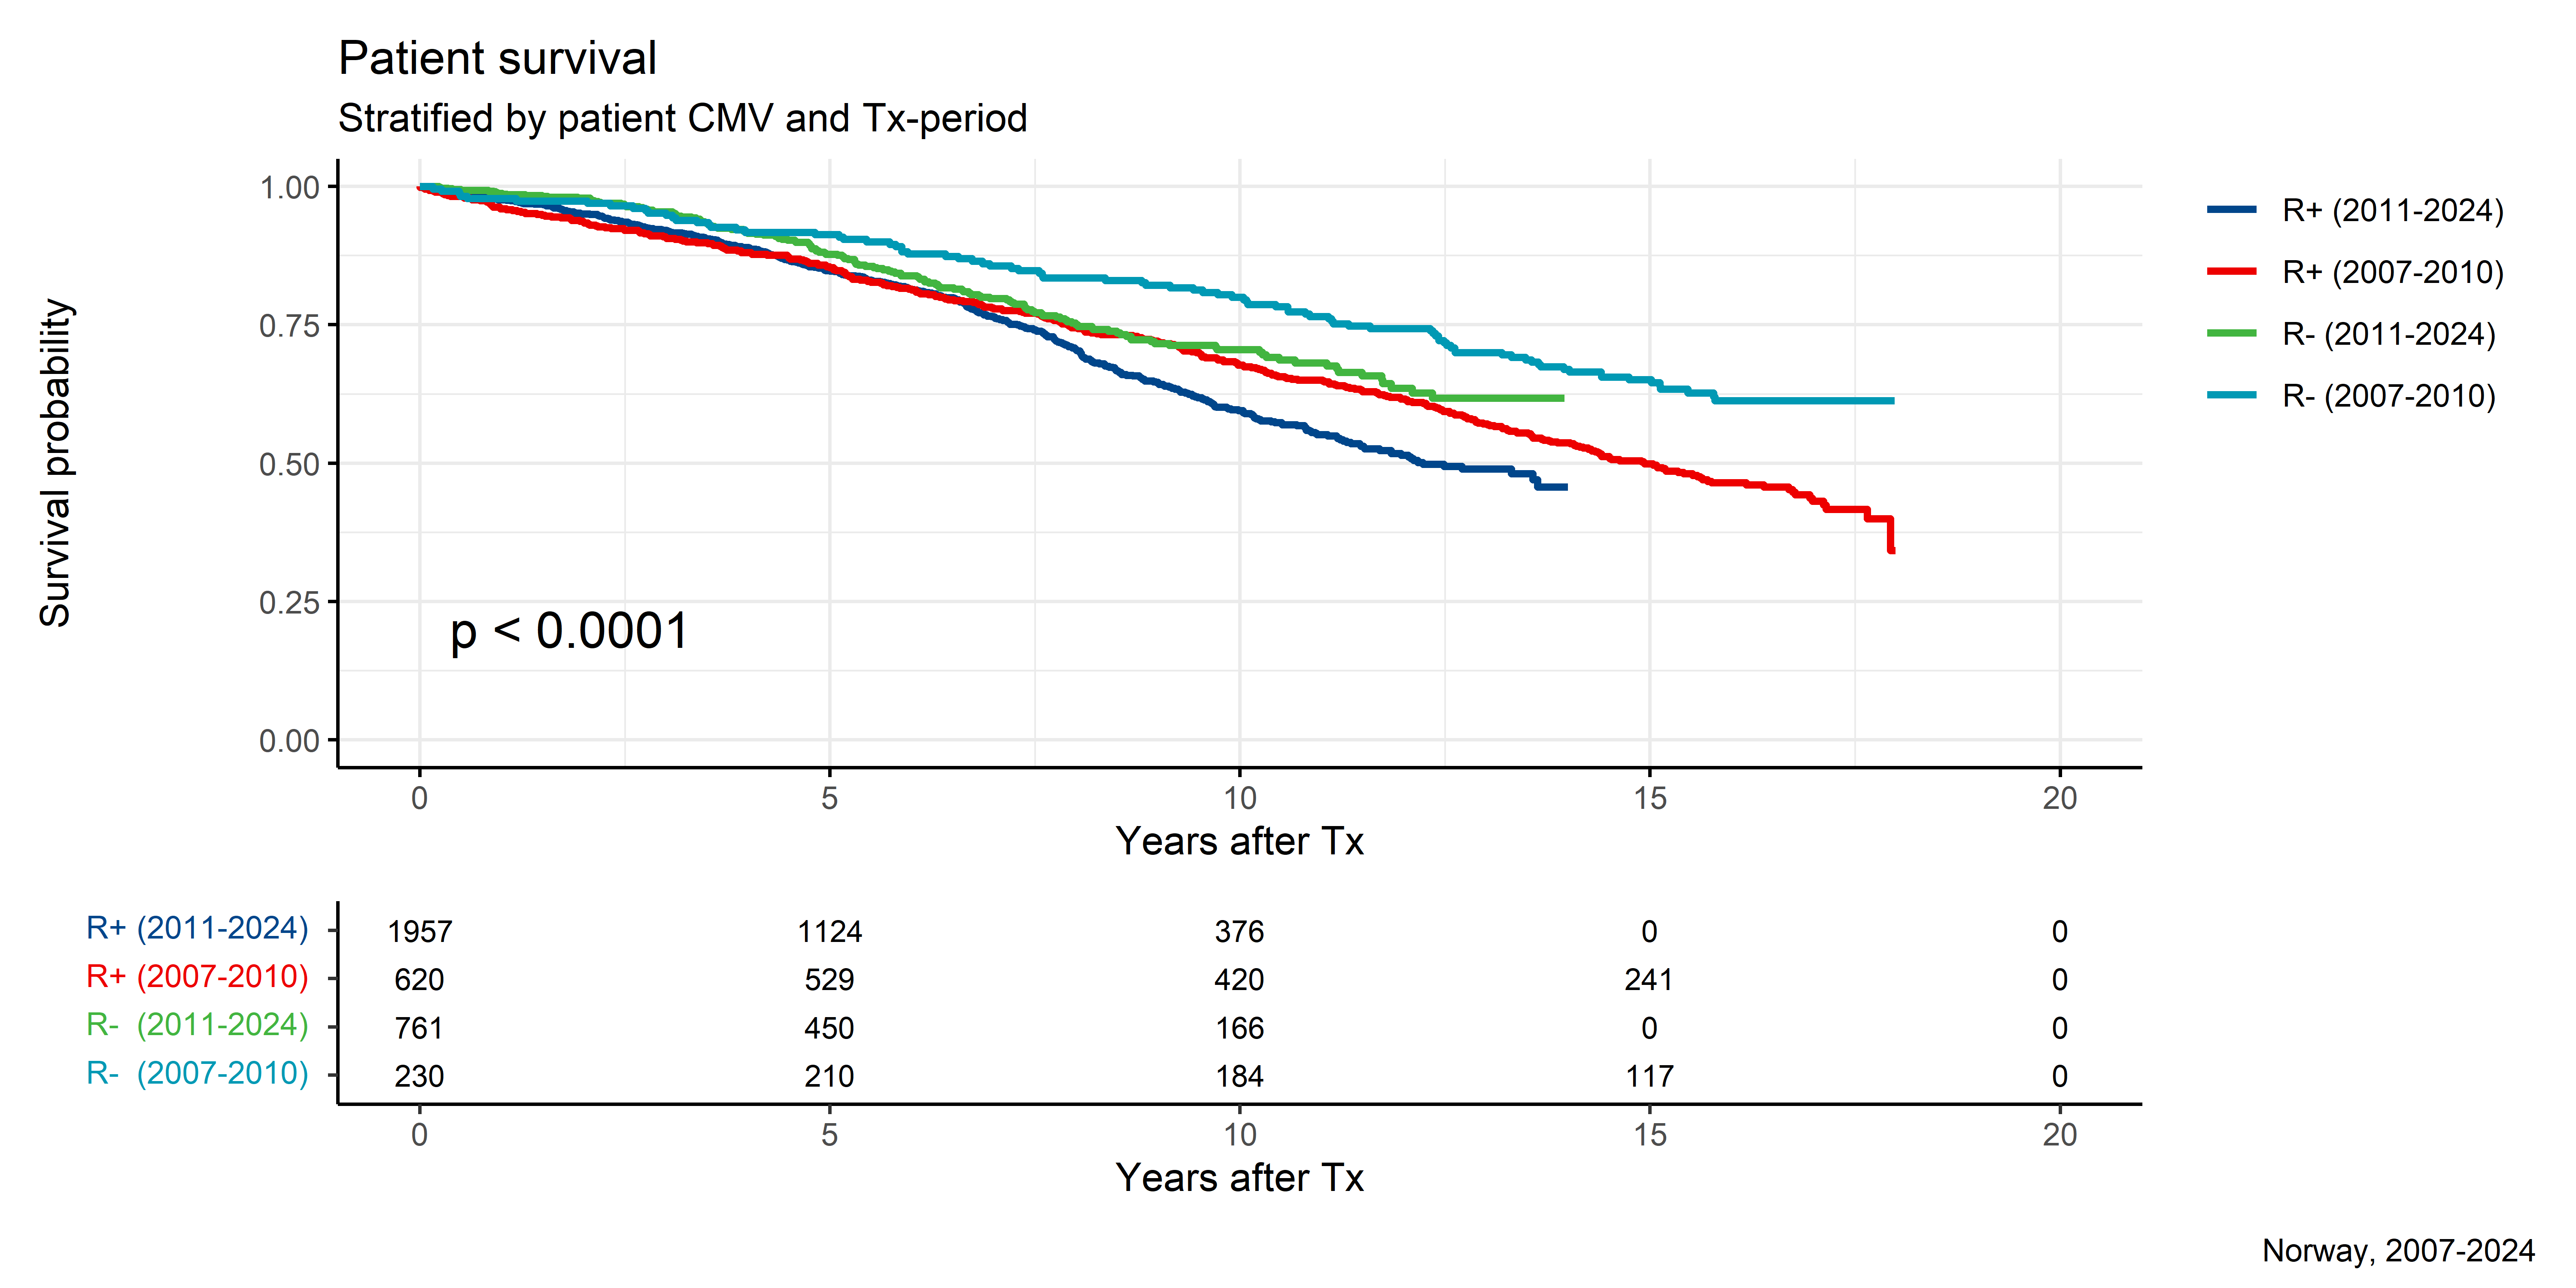 Patient survival
Stratified by patient CMV and Tx-period
Survival probability
1.00
0.75
0.50
0.25
0.00
p < 0.0001
0 5 10 15 20
Years after Tx
R+ (2011-2024)
R+ (2007-2010)
R- (2011-2024)
R- (2007-2010)
R+ (2011-2024) 1957 1124 376 0 0
R+ (2007-2010) 620 529 420 241 0
R- (2011-2024) 761 450 166 0 0
R- (2007-2010) 230 210 184 117 0
0 5 10 15 20
Years after Tx
Norway, 2007-2024